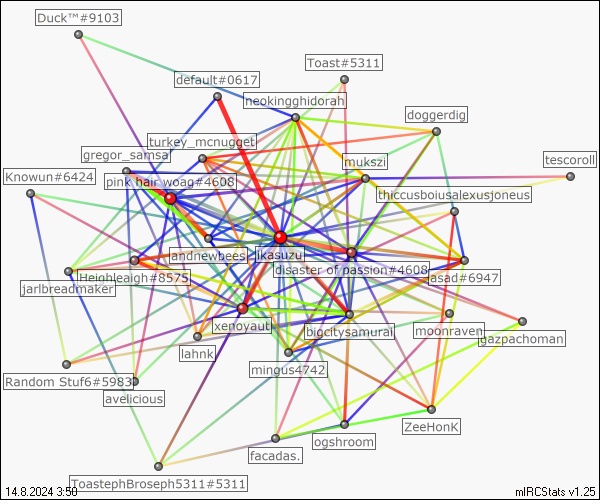 Duck™#9103
Toast#5311
default#0617
neokingghidorah
doggerdig
turkey_mcnugget
gregor_samsa
mukszi
tescoroll
Knowun#6424
pink hair woag#4608
thiccusboiusalexusjoneus
andnewbees
ikasuzu
disaster of passion#4608
Heighleaigh#8575
asad#6947
jarlbreadmaker
xenoyaut
bigcitysamurai
moonraven
gazpachoman
lahnk
mingus4742
Random Stuf6#5983
avelicious
ZeeHonK
ogshroom
facadas.
ToastephBroseph5311#5311
14.8.2024 3:50
mIRCStats v1.25